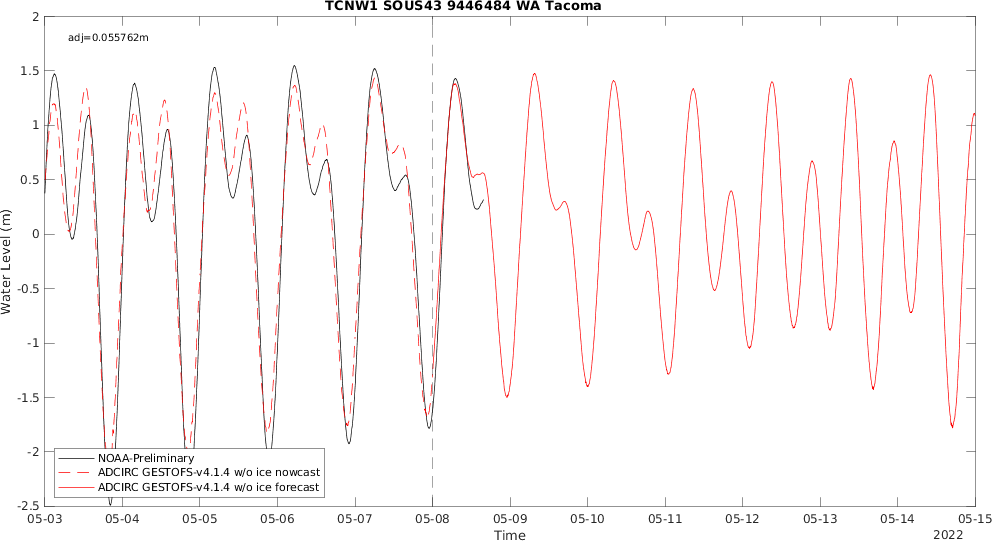 TCNW1 SOUS43 9446484 WA Tacoma
adj=0.055762m
2
1.5
1
0.5
0
-0.5
-1
-1.5
-2
-2.5
Water Level (m)
NOAA-Preliminary
ADCIRC GESTOFS-v4.1.4 w/o ice nowcast
ADCIRC GESTOFS-v4.1.4 w/o ice forecast
05-03 05-04 05-05 05-06 05-07 05-08 05-09 05-10 05-11 05-12 05-13 05-14 05-15
Time
2022